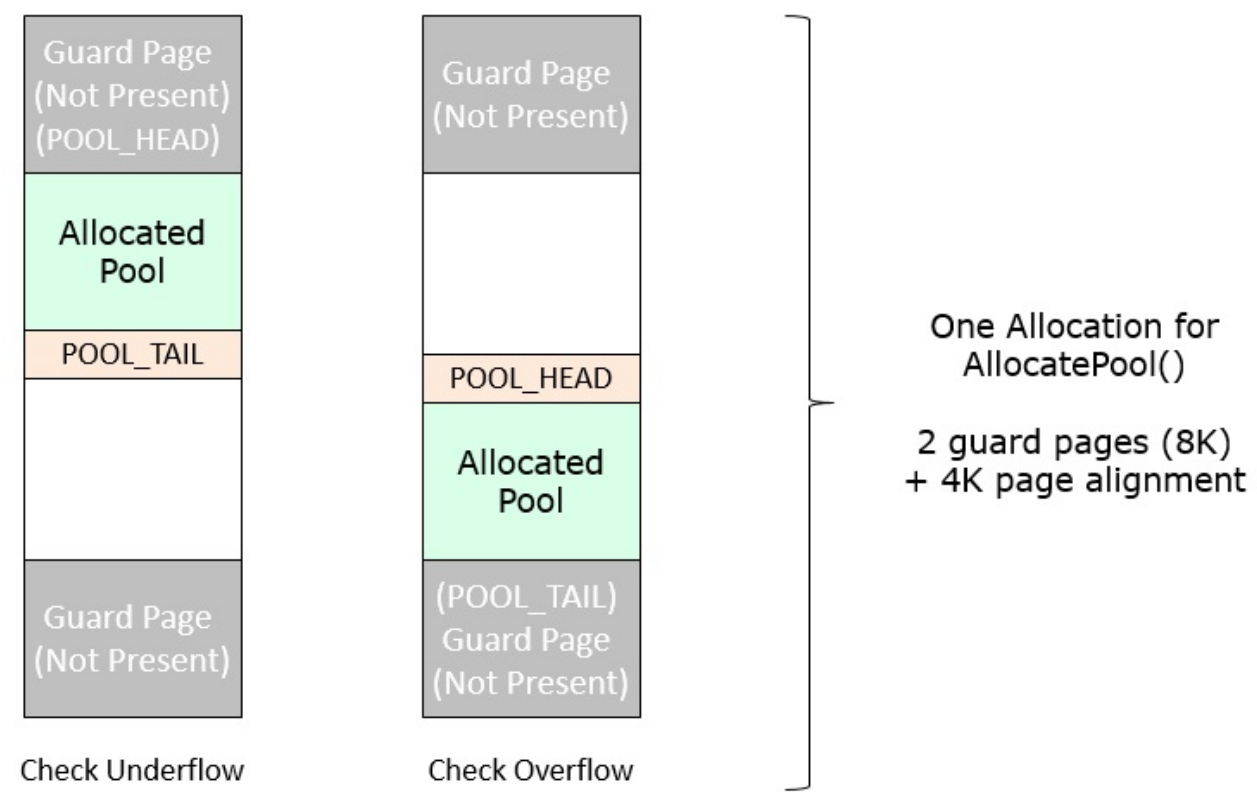 Guard Page
(Not Present)
(POOL_HEAD)
Allocated
Pool
POOL_TAIL
Guard Page
(Not Present)
Check Underflow
Guard Page
(Not Present)
POOL_HEAD
Allocated
Pool
(POOL_TAIL)
Guard Page
(Not Present)
Check Overflow
One Allocation for
AllocatePool()
2 guard pages (8K)
+ 4K page alignment